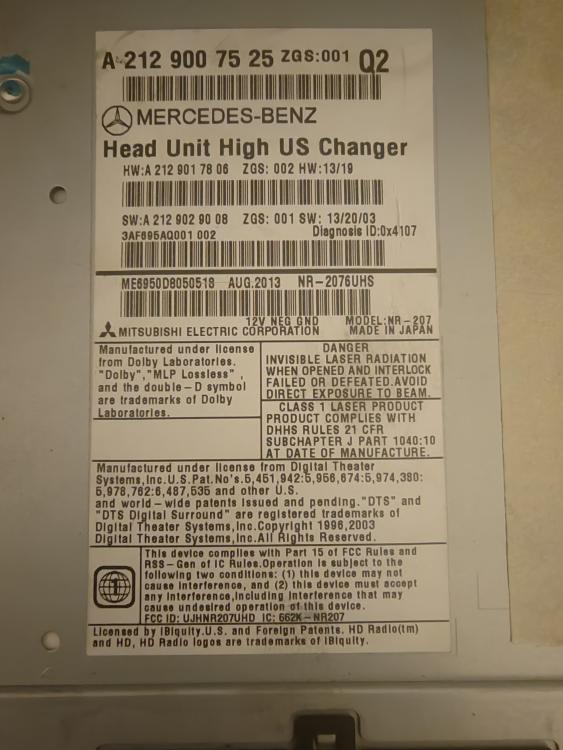 A 212 900 75 25 ZGS:001 Q2
MERCEDES-BENZ
Head Unit High US Changer
HW:A 212 901 78 06 ZGS: 002 HW:13/19
SW:A 212 902 90 08 ZGS: 001 SW: 13/20/03
3AF695AQ001 002 Diagnosis ID:0x4107
ME6950D8050518 AUG.2013 NR-2076UHS
12V NEG GND MODEL:NR-207
MITSUBISHI ELECTRIC CORPORATION MADE IN JAPAN
Manufactured under license
from Dolby Laboratories.
"Dolby","MLP Lossless",
and the double-D symbol
are trademarks of Dolby
Laboratories.
DANGER
INVISIBLE LASER RADIATION
WHEN OPENED AND INTERLOCK
FAILED OR DEFEATED.AVOID
DIRECT EXPOSURE TO BEAM.
CLASS 1 LASER PRODUCT
PRODUCT COMPLIES WITH
DHHS RULES 21 CFR
SUBCHAPTER J PART 1040:10
AT DATE OF MANUFACTURE.
Manufactured under license from Digital Theater
Systems,Inc.U.S.Pat.No's.5,451,942:5,956,674:5,974,380:
5,978,762:6,487,535 and other U.S.
and world-wide patents issued and pending."DTS" and
"DTS Digital Surround" are registered trademarks of
Digital Theater Systems,Inc.Copyright 1996,2003
Digital Theater Systems,Inc.All Rights Reserved.
This device complies with Part 15 of FCC Rules and
RSS-Gen of IC Rules.Operation is subject to the
following two conditions: (1) this device may not
cause interference, and (2) this device must accept
any interference,including interference that may
cause undesired operation of this device.
FCC ID: UJHNR207UHD IC: 662K-NR207
Licensed by iBiquity.U.S. and Foreign Patents. HD Radio(tm)
and HD, HD Radio logos are trademarks of iBiquity.